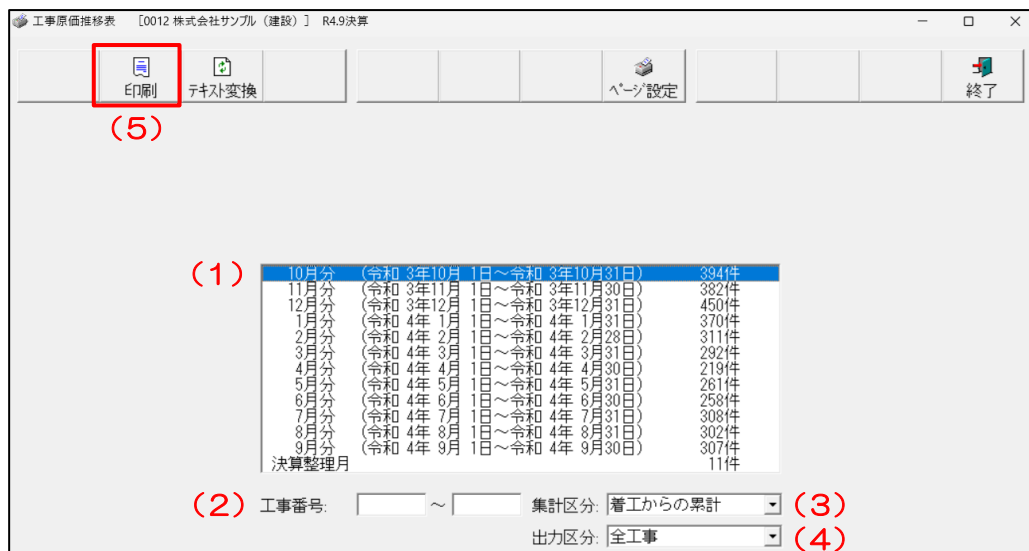 工事原価推移表 [0012 株式会社サンプル（建設）] R4.9決算
印刷 テキスト変換 ページ設定 終了
（5）
（1） 10月分 （令和 3年10月 1日～令和 3年10月31日） 394件
11月分 （令和 3年11月 1日～令和 3年11月30日） 382件
12月分 （令和 3年12月 1日～令和 3年12月31日） 450件
1月分 （令和 4年 1月 1日～令和 4年 1月31日） 370件
2月分 （令和 4年 2月 1日～令和 4年 2月28日） 311件
3月分 （令和 4年 3月 1日～令和 4年 3月31日） 292件
4月分 （令和 4年 4月 1日～令和 4年 4月30日） 219件
5月分 （令和 4年 5月 1日～令和 4年 5月31日） 261件
6月分 （令和 4年 6月 1日～令和 4年 6月30日） 258件
7月分 （令和 4年 7月 1日～令和 4年 7月31日） 308件
8月分 （令和 4年 8月 1日～令和 4年 8月31日） 302件
9月分 （令和 4年 9月 1日～令和 4年 9月30日） 307件
決算整理月 11件
（2） 工事番号: ～ 集計区分: 着工からの累計 （3）
出力区分: 全工事 （4）